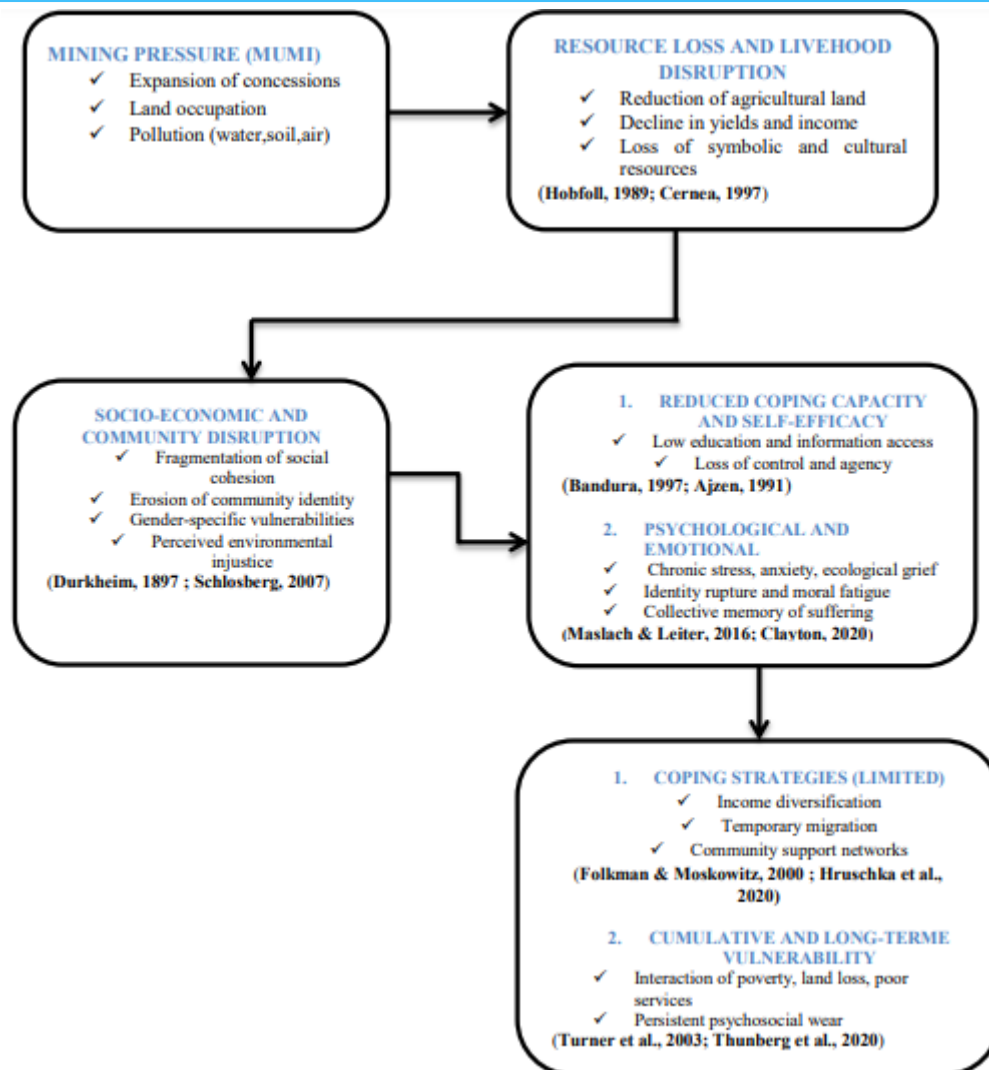 MINING PRESSURE (MUMI)
✓ Expansion of concessions
✓ Land occupation
✓ Pollution (water,soil,air)
RESOURCE LOSS AND LIVEHOOD
DISRUPTION
✓ Reduction of agricultural land
✓ Decline in yields and income
✓ Loss of symbolic and cultural
resources
(Hobfoll, 1989; Cernea, 1997)
SOCIO-ECONOMIC AND
COMMUNITY DISRUPTION
✓ Fragmentation of social
cohesion
✓ Erosion of community identity
✓ Gender-specific vulnerabilities
✓ Perceived environmental
injustice
(Durkheim, 1897 ; Schlosberg, 2007)
1. REDUCED COPING CAPACITY
AND SELF-EFFICACY
✓ Low education and information access
✓ Loss of control and agency
(Bandura, 1997; Ajzen, 1991)
2. PSYCHOLOGICAL AND
EMOTIONAL
✓ Chronic stress, anxiety, ecological grief
✓ Identity rupture and moral fatigue
✓ Collective memory of suffering
(Maslach & Leiter, 2016; Clayton, 2020)
1. COPING STRATEGIES (LIMITED)
✓ Income diversification
✓ Temporary migration
✓ Community support networks
(Folkman & Moskowitz, 2000 ; Hruschka et al.,
2020)
2. CUMULATIVE AND LONG-TERME
VULNERABILITY
✓ Interaction of poverty, land loss, poor
services
✓ Persistent psychosocial wear
(Turner et al., 2003; Thunberg et al., 2020)